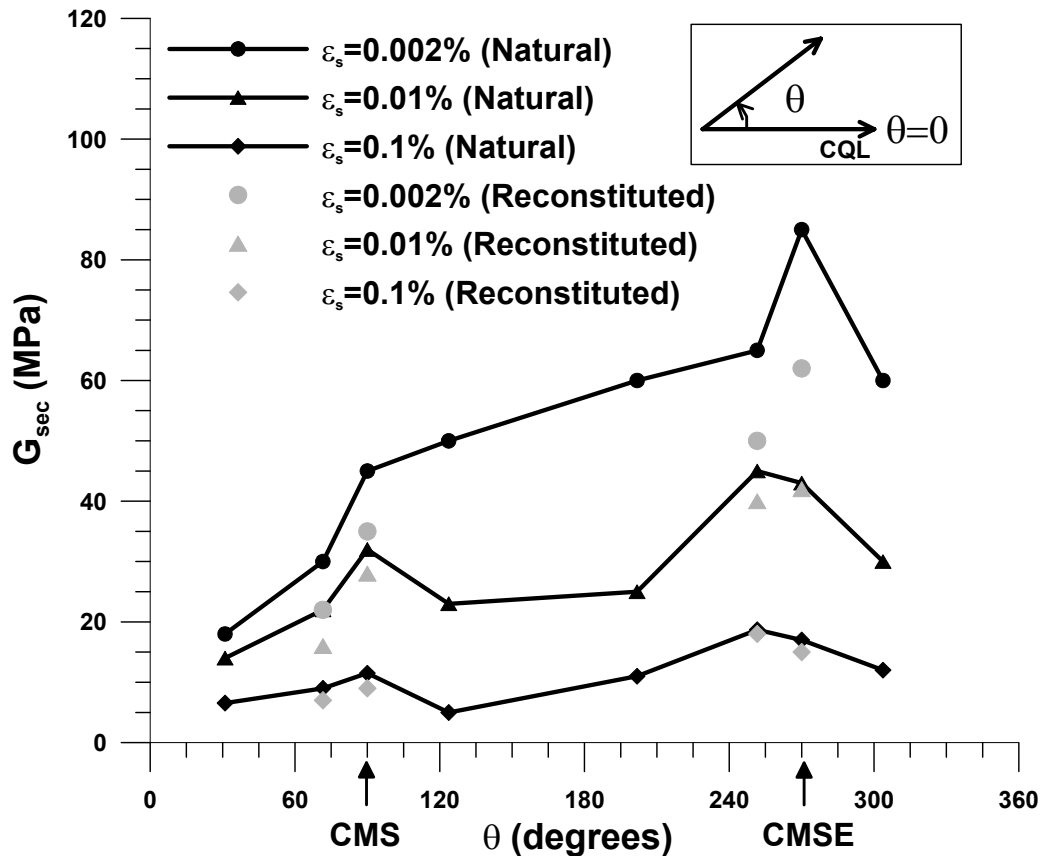 120
100
80
60
40
20
0
G_sec (MPa)
ε_s=0.002% (Natural)
ε_s=0.01% (Natural)
ε_s=0.1% (Natural)
ε_s=0.002% (Reconstituted)
ε_s=0.01% (Reconstituted)
ε_s=0.1% (Reconstituted)
θ
CQL θ=0
0 60 120 180 240 300 360
CMS θ (degrees) CMSE